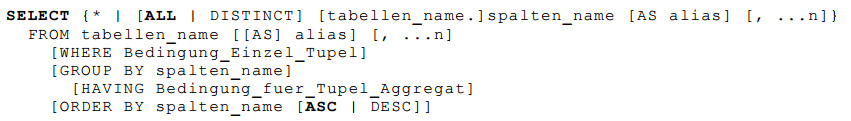 SELECT {* | [ALL | DISTINCT] [tabellen_name.]spalten_name [AS alias] [, ...n]}
FROM tabellen_name [[AS] alias] [, ...n]
[WHERE Bedingung_Einzel_Tupel]
[GROUP BY spalten_name]
[HAVING Bedingung_fuer_Tupel_Aggregat]
[ORDER BY spalten_name [ASC | DESC]]